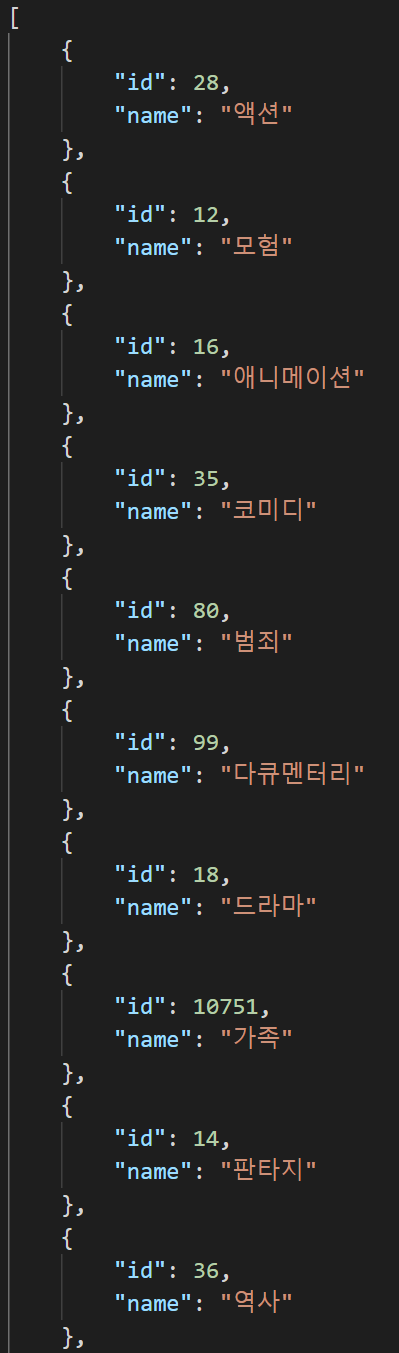 [
    {
        "id": 28,
        "name": "액션"
    },
    {
        "id": 12,
        "name": "모험"
    },
    {
        "id": 16,
        "name": "애니메이션"
    },
    {
        "id": 35,
        "name": "코미디"
    },
    {
        "id": 80,
        "name": "범죄"
    },
    {
        "id": 99,
        "name": "다큐멘터리"
    },
    {
        "id": 18,
        "name": "드라마"
    },
    {
        "id": 10751,
        "name": "가족"
    },
    {
        "id": 14,
        "name": "판타지"
    },
    {
        "id": 36,
        "name": "역사"
    },